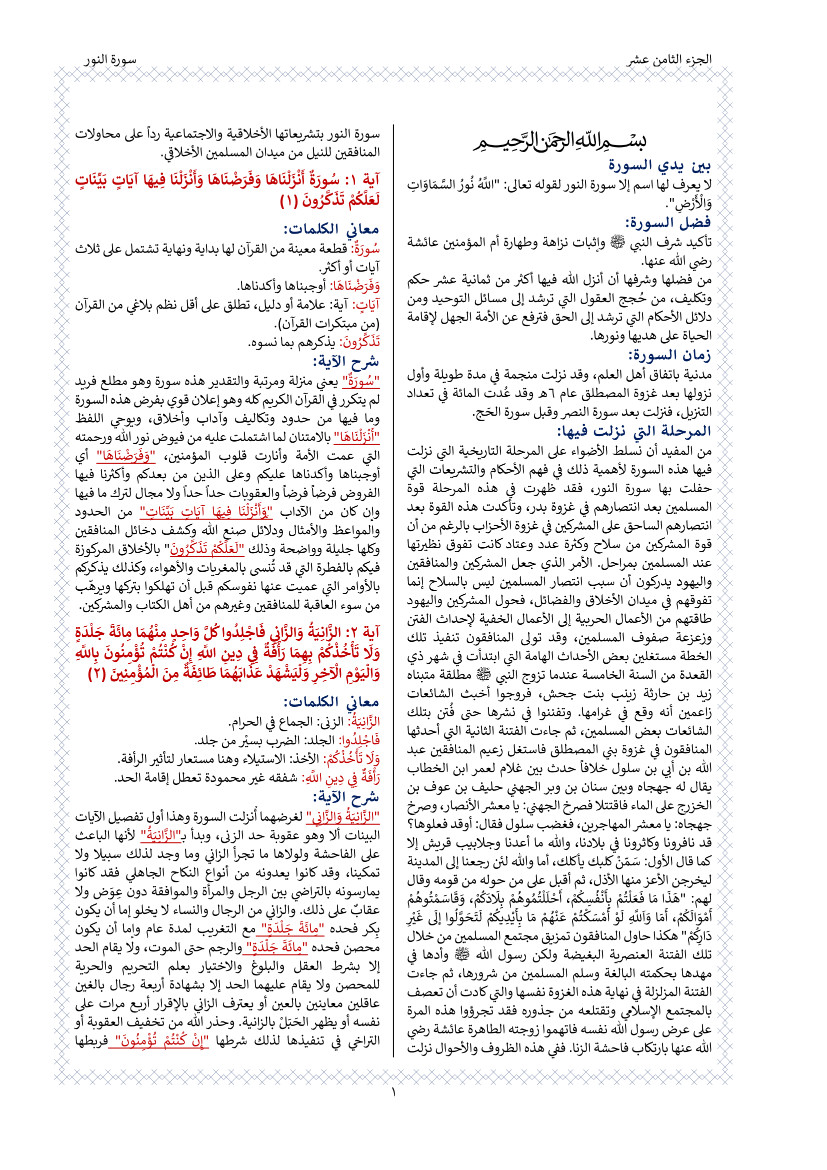 الجزء الثامن عشر
سورة النور
بسم الله الرحمن الرحيم
بين يدي السورة
لا يعرف لها اسم إلا سورة النور لقوله تعالى: "اللَّهُ نُورُ السَّمَاوَاتِ
وَالْأَرْضِ".
فضل السورة:
تأكيد شرف النبي ﷺ وإثبات نزاهة وطهارة أم المؤمنين عائشة
رضي الله عنها.
من فضلها وشرفها أن أنزل الله فيها أكثر من ثمانية عشر حكم
وتكليف، من حُجج العقول التي ترشد إلى مسائل التوحيد ومن
دلائل الأحكام التي ترشد إلى الحق فترفع عن الأمة الجهل لإقامة
الحياة على هديها ونورها.
زمان السورة:
مدنية باتفاق أهل العلم، وقد نزلت منجمة في مدة طويلة وأول
نزولها بعد غزوة المصطلق عام ٦هـ وقد عُدت المائة في تعداد
التنزيل، فنزلت بعد سورة النصر وقبل سورة الحج.
المرحلة التي نزلت فيها:
من المفيد أن نسلط الأضواء على المرحلة التاريخية التي نزلت
فيها هذه السورة لأهمية ذلك في فهم الأحكام والتشريعات التي
حفلت بها سورة النور، فقد ظهرت في هذه المرحلة قوة
المسلمين بعد انتصارهم في غزوة بدر، وتأكدت هذه القوة بعد
انتصارهم الساحق على المشركين في غزوة الأحزاب بالرغم من أن
قوة المشركين من سلاح وكثرة عدد وعتاد كانت تفوق نظيرتها
عند المسلمين بمراحل. الأمر الذي جعل المشركين والمنافقين
واليهود يدركون أن سبب انتصار المسلمين ليس بالسلاح إنما
تفوقهم في ميدان الأخلاق والفضائل، فحول المشركين واليهود
طاقتهم من الأعمال الحربية إلى الأعمال الخفية لإحداث الفتن
وزعزعة صفوف المسلمين، وقد تولى المنافقون تنفيذ تلك
الخطة مستغلين بعض الأحداث الهامة التي ابتدأت في شهر ذي
القعدة من السنة الخامسة عندما تزوج النبي ﷺ مطلقة متبناه
زيد بن حارثة زينب بنت جحش، فروجوا أخبث الشائعات
زاعمين أنه وقع في غرامها. وتفننوا في نشرها حتى فُتن بتلك
الشائعات بعض المسلمين، ثم جاءت الفتنة الثانية التي أحدثها
المنافقون في غزوة بني المصطلق فاستغل زعيم المنافقين عبد
الله بن أبي بن سلول خلافاً حدث بين غلام لعمر ابن الخطاب
يقال له جهجاه وبين سنان بن وبر الجهني حليف بن عوف بن
الخزرج على الماء فاقتتلا فصرخ الجهني: يا معشر الأنصار، وصرخ
جهجاه: يا معشر المهاجرين، فغضب سلول فقال: أوقد فعلوها؟
قد نافرونا وكاثرونا في بلادنا، والله ما أعدنا وجلابيب قريش إلا
كما قال الأول: سَمّنْ كلبك يأكلك، أما والله لئن رجعنا إلى المدينة
ليخرجن الأعز منها الأذل، ثم أقبل على من حوله من قومه وقال
لهم: "هَذَا مَا فَعَلْتُمْ بِأَنْفُسِكُمْ، أَحْلَلْتُمُوهُمْ بِلَادَكُمْ، وَقَاسَمْتُوهُمْ
أَمْوَالَكُمْ، أَمَا وَاَللَّهِ لَوْ أَمْسَكْتُمْ عَنْهُمْ مَا بِأَيْدِيكُمْ لَتَحَوَّلُوا إلَى غَيْرِ
دَارِكُمْ" هكذا حاول المنافقون تمزيق مجتمع المسلمين من خلال
تلك الفتنة العنصرية البغيضة ولكن رسول الله ﷺ وأدها في
مهدها بحكمته البالغة وسلم المسلمين من شرورها، ثم جاءت
الفتنة المزلزلة في نهاية هذه الغزوة نفسها والتي كادت أن تعصف
بالمجتمع الإسلامي وتقتلعه من جذوره فقد تجرؤوا هذه المرة
على عرض رسول الله نفسه فاتهموا زوجته الطاهرة عائشة رضي
الله عنها بارتكاب فاحشة الزنا. ففي هذه الظروف والأحوال نزلت
سورة النور بتشريعاتها الأخلاقية والاجتماعية رداً على محاولات
المنافقين للنيل من ميدان المسلمين الأخلاقي.
آية ١: سُورَةٌ أَنْزَلْنَاهَا وَفَرَضْنَاهَا وَأَنْزَلْنَا فِيهَا آيَاتٍ بَيِّنَاتٍ
لَعَلَّكُمْ تَذَكَّرُونَ (١)
معاني الكلمات:
سُورَةٌ: قطعة معينة من القرآن لها بداية ونهاية تشتمل على ثلاث
آيات أو أكثر.
وَفَرَضْنَاهَا: أوجبناها وأكدناها.
آيَاتٍ: آية: علامة أو دليل، تطلق على أقل نظم بلاغي من القرآن
(من مبتكرات القرآن).
تَذَكَّرُونَ: يذكرهم بما نسوه.
شرح الآية:
"سُورَةٌ" يعني منزلة ومرتبة والتقدير هذه سورة وهو مطلع فريد
لم يتكرر في القرآن الكريم كله وهو إعلان قوي بفرض هذه السورة
وما فيها من حدود وتكاليف وآداب وأخلاق، ويوحي اللفظ
"أَنْزَلْنَاهَا" بالامتنان لما اشتملت عليه من فيوض نور الله ورحمته
التي عمت الأمة وأنارت قلوب المؤمنين، "وَفَرَضْنَاهَا" أي
أوجبناها وأكدناها عليكم وعلى الذين من بعدكم وأكثرنا فيها
الفروض فرضاً فرضاً والعقوبات حداً حداً ولا مجال لترك ما فيها
وإن كان من الآداب "وَأَنْزَلْنَا فِيهَا آيَاتٍ بَيِّنَاتٍ" من الحدود
والمواعظ والأمثال ودلائل صنع الله وكشف دخائل المنافقين
وكلها جليلة وواضحة وذلك "لَعَلَّكُمْ تَذَكَّرُونَ" بالأخلاق المركوزة
فيكم بالفطرة التي قد تُنسى بالمغريات والأهواء، وكذلك يذكركم
بالأوامر التي عميت عنها نفوسكم قبل أن تهلكوا بتركها ويرهّب
من سوء العاقبة للمنافقين وغيرهم من أهل الكتاب والمشركين.
آية ٢: الزَّانِيَةُ وَالزَّانِي فَاجْلِدُوا كُلَّ وَاحِدٍ مِنْهُمَا مِائَةَ جَلْدَةٍ
وَلَا تَأْخُذْكُمْ بِهِمَا رَأْفَةٌ فِي دِينِ اللَّهِ إِنْ كُنْتُمْ تُؤْمِنُونَ بِاللَّهِ
وَالْيَوْمِ الْآخِرِ وَلْيَشْهَدْ عَذَابَهُمَا طَائِفَةٌ مِنَ الْمُؤْمِنِينَ (٢)
معاني الكلمات:
الزَّانِيَةُ: الزنى: الجماع في الحرام.
فَاجْلِدُوا: الجلد: الضرب بسيْر من جلد.
وَلَا تَأْخُذْكُمْ: الأخذ: الاستيلاء وهنا مستعار لتأثير الرأفة.
رَأْفَةٌ فِي دِينِ اللَّهِ: شفقه غير محمودة تعطل إقامة الحد.
شرح الآية:
"الزَّانِيَةُ وَالزَّانِي" لغرضهما أُنزلت السورة وهذا أول تفصيل الآيات
البينات ألا وهو عقوبة حد الزنى، وبدأ بـ"الزَّانِيَةُ" لأنها الباعث
على الفاحشة ولولاها ما تجرأ الزاني وما وجد لذلك سبيلا ولا
تمكينا، وقد كانوا يعدونه من أنواع النكاح الجاهلي فقد كانوا
يمارسونه بالتراضي بين الرجل والمرأة والموافقة دون عِوَض ولا
عقابٌ على ذلك. والزاني من الرجال والنساء لا يخلو إما أن يكون
بِكر فحده "مِائَةَ جَلْدَةٍ" مع التغريب لمدة عام وإما أن يكون
محصن فحده "مِائَةَ جَلْدَةٍ" والرجم حتى الموت، ولا يقام الحد
إلا بشرط العقل والبلوغ والاختيار بعلم التحريم والحرية
للمحصن ولا يقام عليهما الحد إلا بشهادة أربعة رجال بالغين
عاقلين معاينين بالعين أو يعترف الزاني بالإقرار أربع مرات على
نفسه أو يظهر الحَبَلْ بالزانية. وحذر الله من تخفيف العقوبة أو
التراخي في تنفيذها لذلك شرطها "إِنْ كُنْتُمْ تُؤْمِنُونَ" فربطها
١